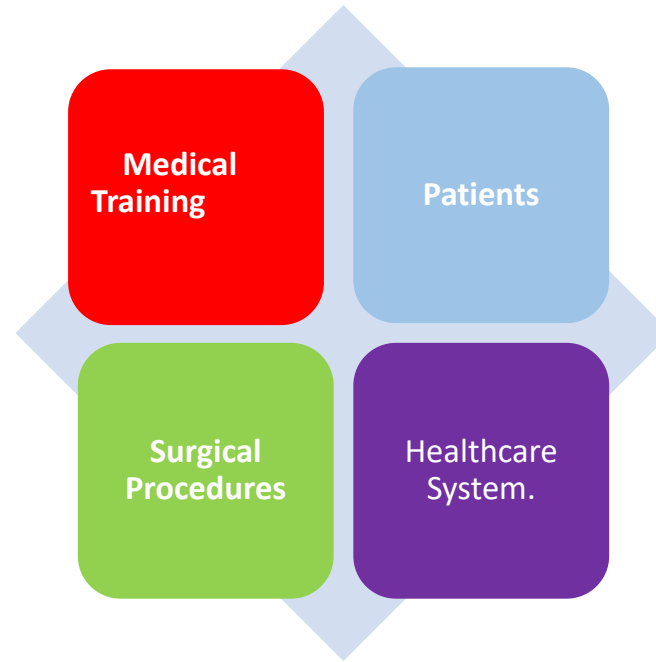 Medical
Training
Patients
Surgical
Procedures
Healthcare
System.